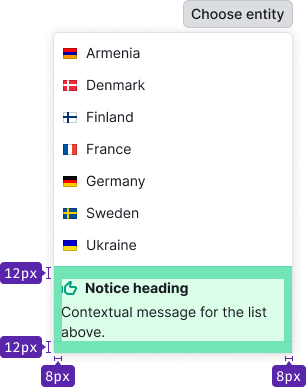 Choose entity
Armenia
Denmark
Finland
France
Germany
Sweden
Ukraine
12px
Notice heading
Contextual message for the list
above.
12px
8px
8px